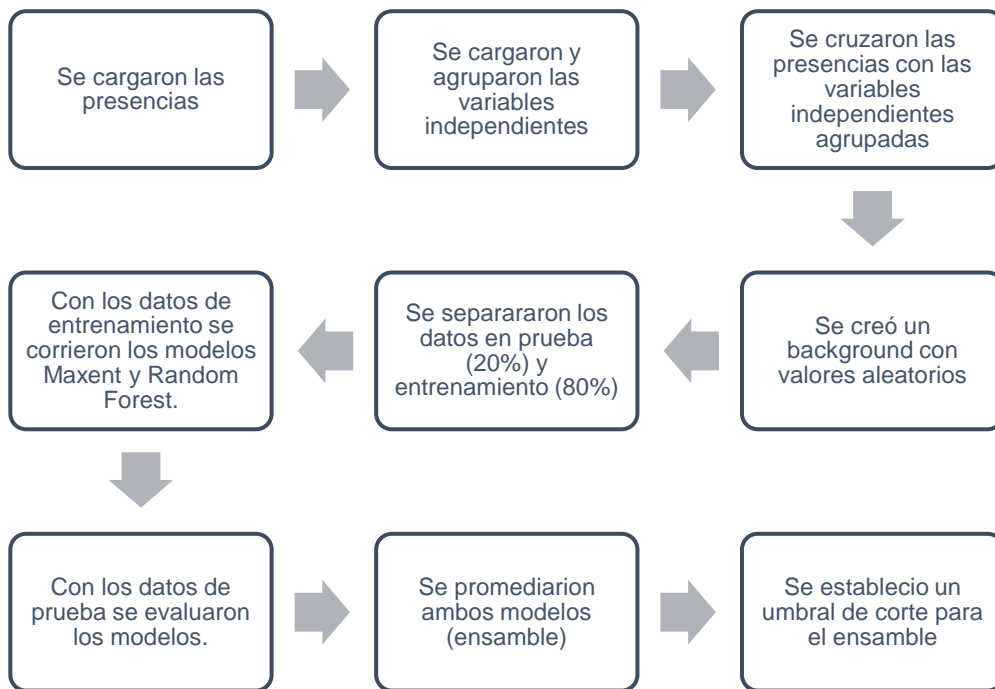 Se cargaron las
presencias
Se cargaron y
agruparon las
variables
independientes
Se cruzaron las
presencias con las
variables
independientes
agrupadas
Se creó un
background con
valores aleatorios
Se separararon los
datos en prueba
(20%) y
entrenamiento (80%)
Con los datos de
entrenamiento se
corrieron los modelos
Maxent y Random
Forest.
Con los datos de
prueba se evaluaron
los modelos.
Se promediarion
ambos modelos
(ensamble)
Se establecio un
umbral de corte para
el ensamble